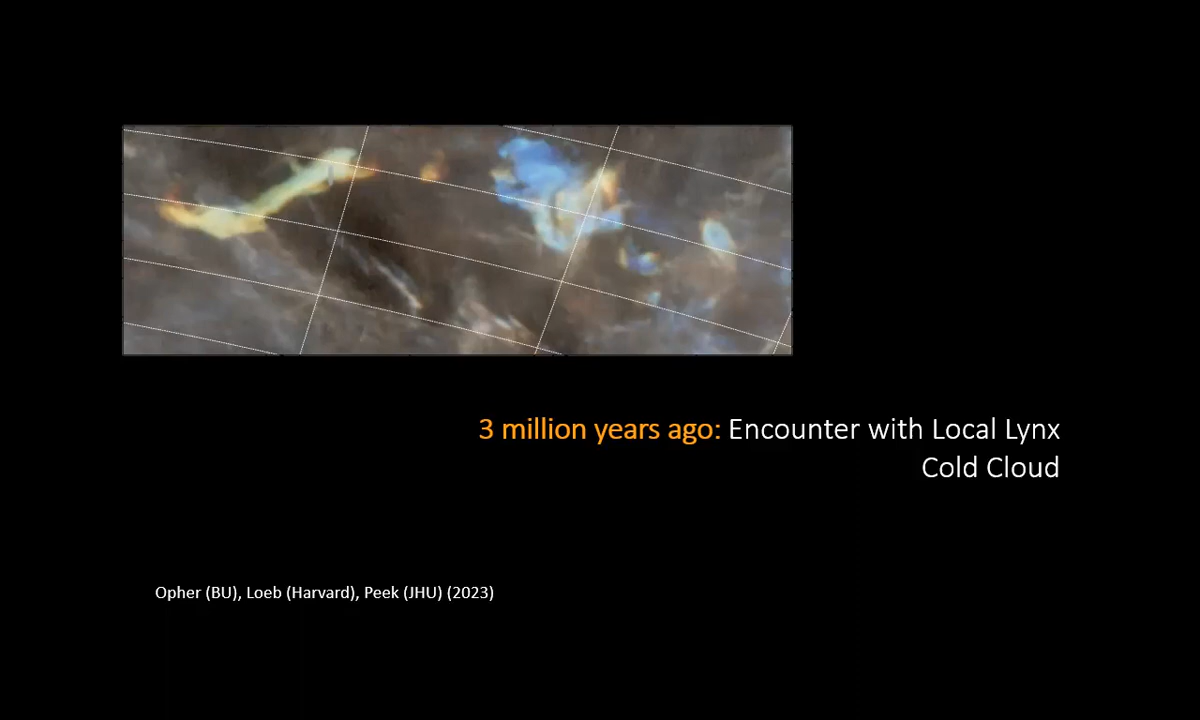 3 million years ago: Encounter with Local Lynx
Cold Cloud
Opher (BU), Loeb (Harvard), Peek (JHU) (2023)